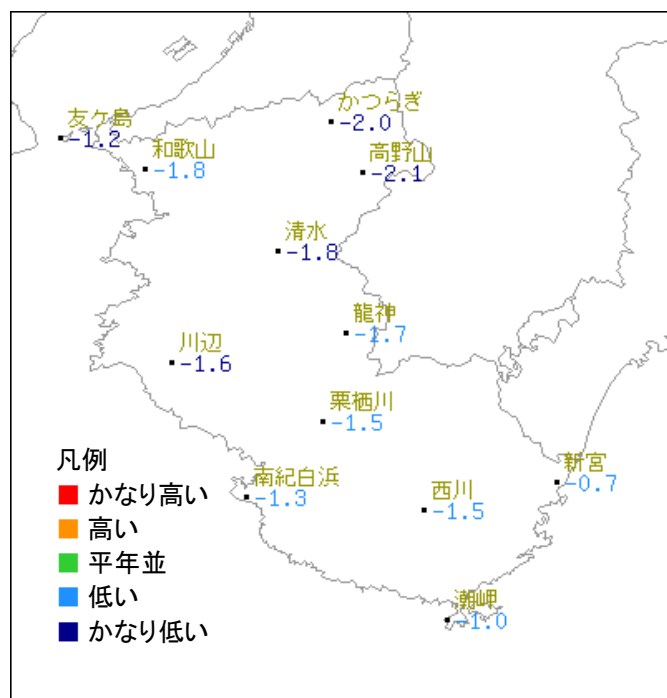 かつらぎ
-2.0
友ケ島
-1.2
和歌山
-1.8
高野山
-2.1
清水
-1.8
龍神
-1.7
川辺
-1.6
栗栖川
-1.5
南紀白浜
-1.3
西川
-1.5
新宮
-0.7
潮岬
-1.0
凡例
かなり高い
高い
平年並
低い
かなり低い